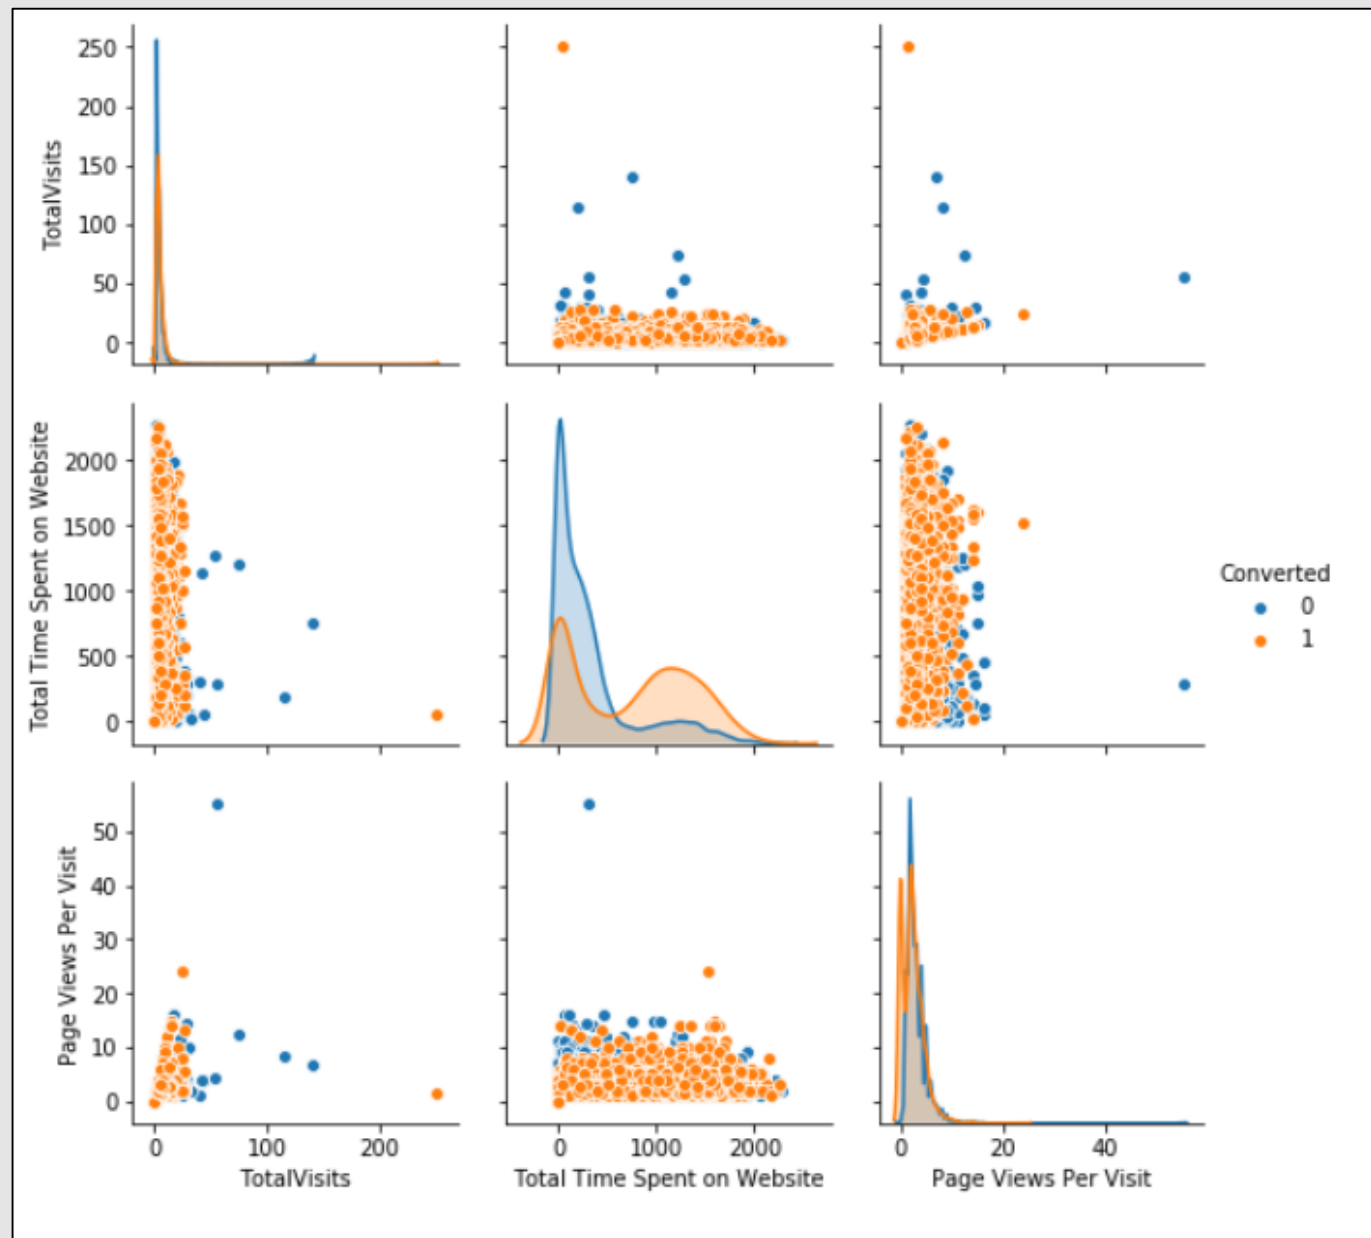 250
200
150
100
50
0
TotalVisits
2000
1500
1000
500
0
Total Time Spent on Website
Converted
0
1
50
40
30
20
10
0
Page Views Per Visit
0 100 200
0 1000 2000
0 20 40
TotalVisits
Total Time Spent on Website
Page Views Per Visit